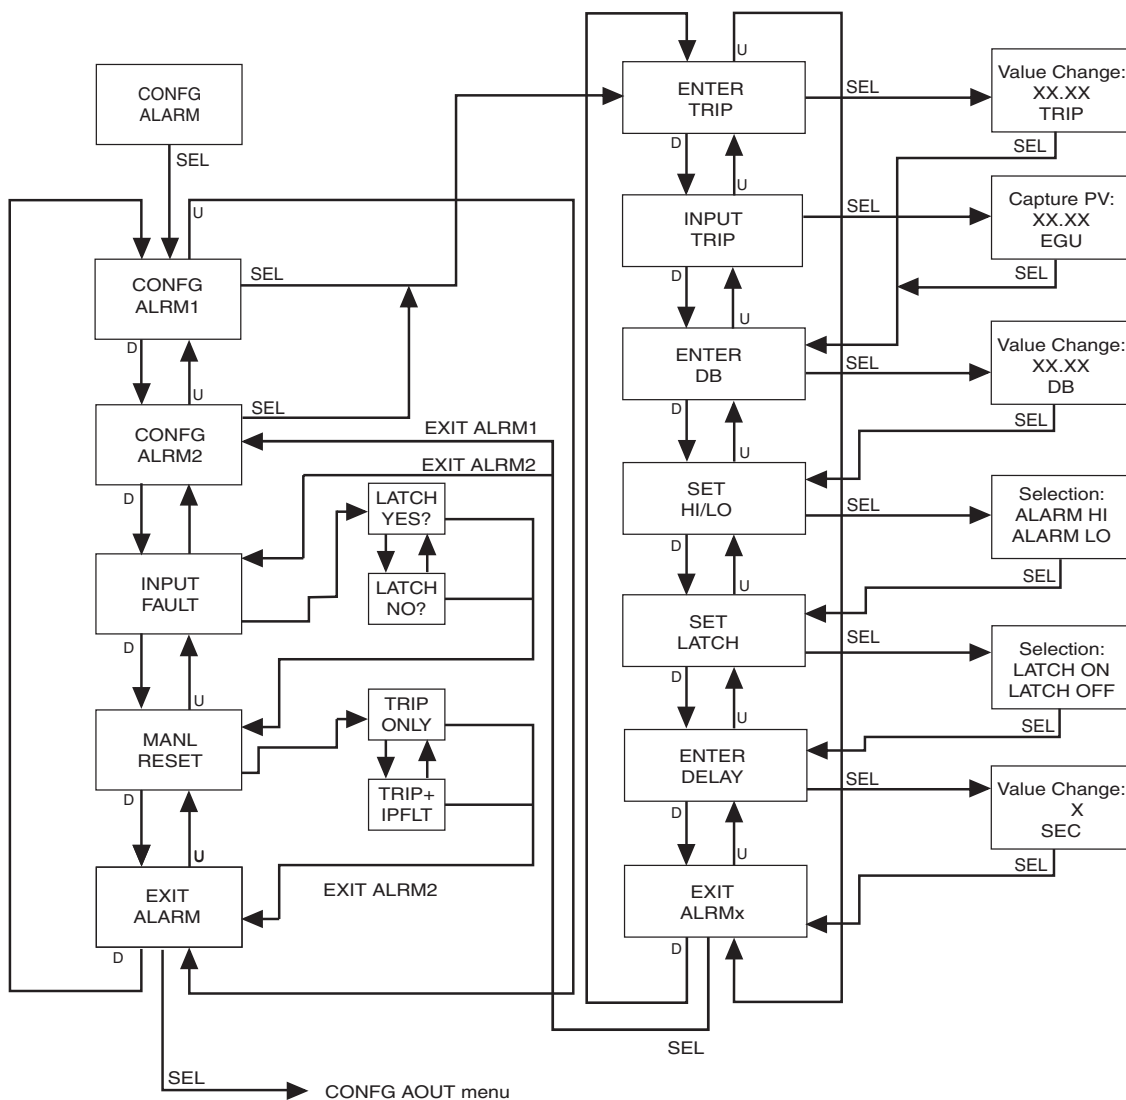 CONFG
ALARM
SEL
U
CONFG
ALRM1
SEL
D
U
CONFG
ALRM2
SEL
EXIT ALRM1
EXIT ALRM2
D
INPUT
FAULT
LATCH
YES?
LATCH
NO?
D
U
MANL
RESET
TRIP
ONLY
TRIP+
IPFLT
D
U
EXIT
ALARM
EXIT ALRM2
D
SEL
CONFG AOUT menu
U
ENTER
TRIP
SEL
Value Change:
XX.XX
TRIP
SEL
D
U
INPUT
TRIP
SEL
Capture PV:
XX.XX
EGU
SEL
D
U
ENTER
DB
SEL
Value Change:
XX.XX
DB
SEL
D
U
SET
HI/LO
SEL
Selection:
ALARM HI
ALARM LO
SEL
D
U
SET
LATCH
SEL
Selection:
LATCH ON
LATCH OFF
SEL
D
U
ENTER
DELAY
SEL
Value Change:
X
SEC
SEL
D
U
EXIT
ALRMx
D
SEL